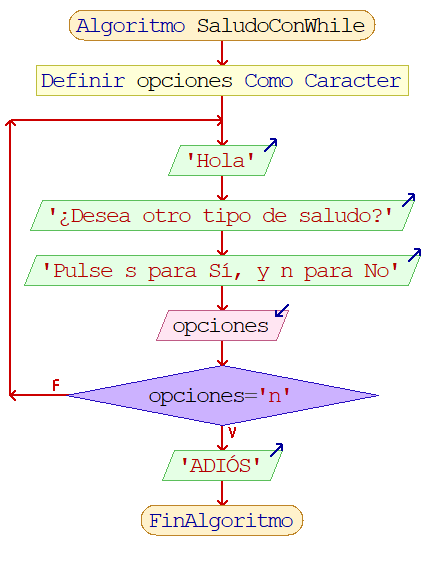 Algoritmo SaludoConWhile
Definir opciones Como Caracter
'Hola'
'¿Desea otro tipo de saludo?'
'Pulse s para Sí, y n para No'
opciones
F
opciones='n'
V
'ADIÓS'
FinAlgoritmo